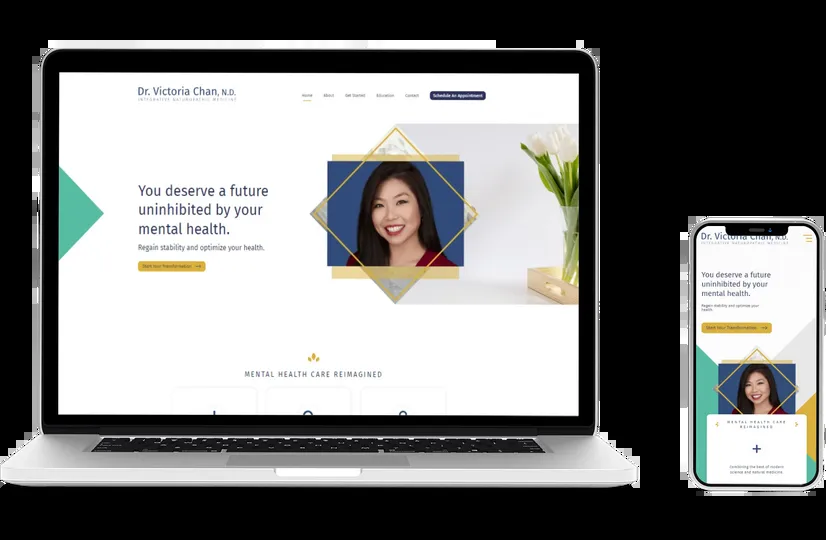 Dr. Victoria Chan, N.D.
INTEGRATIVE NATUROPATHIC MEDICINE
Home About Get Started Education Contact Schedule An Appointment
You deserve a future
uninhibited by your
mental health.
Regain stability and optimize your health.
Start Your Transformation
MENTAL HEALTH CARE REIMAGINED
Dr. Victoria Chan, N.D.
INTEGRATIVE NATUROPATHIC MEDICINE
You deserve a future
uninhibited by your
mental health.
Regain stability and optimize your
health.
Start Your Transformation
MENTAL HEALTH CARE
REIMAGINED
Combining the best of modern
science and natural medicine.